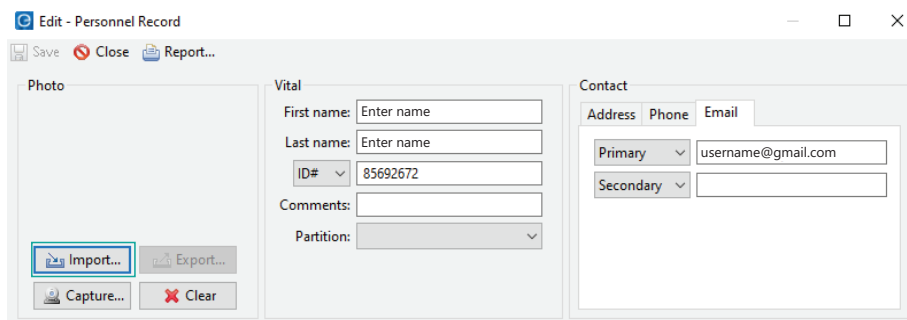 Edit - Personnel Record
Save Close Report...
Photo
Import... Export...
Capture... Clear
Vital
First name: Enter name
Last name: Enter name
ID# 85692672
Comments:
Partition:
Contact
Address Phone Email
Primary username@gmail.com
Secondary